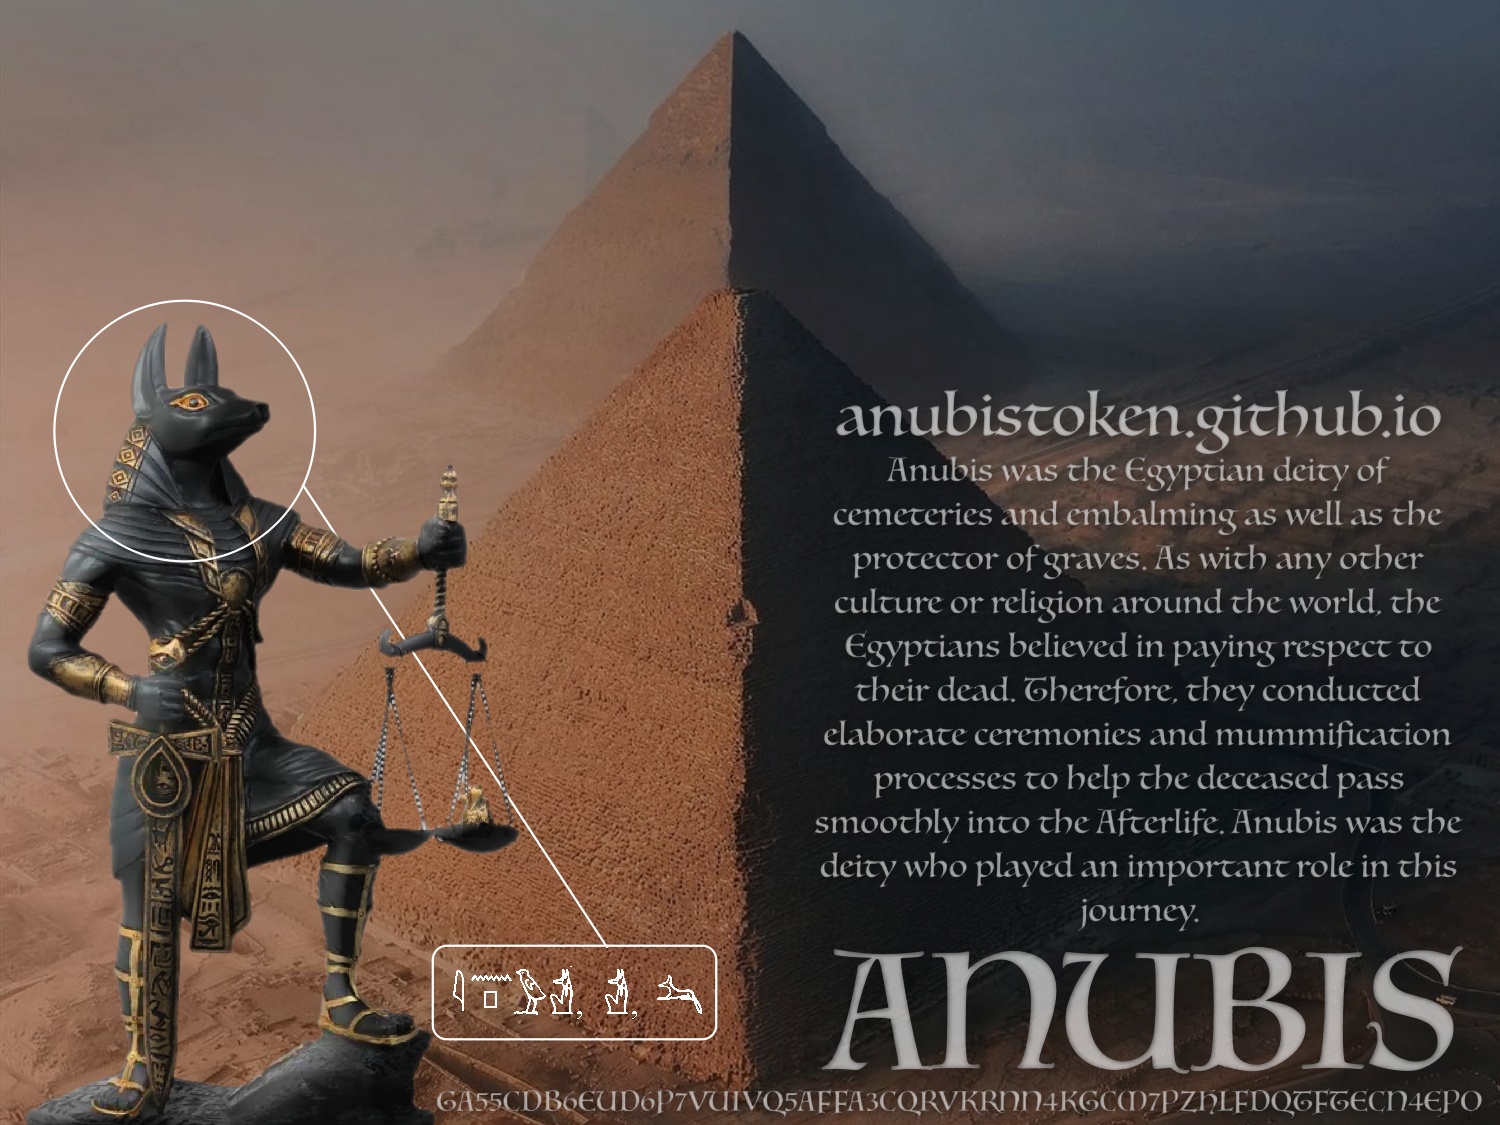 anubistoken.github.io
Anubis was the Egyptian deity of
cemeteries and embalming as well as the
protector of graves. As with any other
culture or religion around the world, the
Egyptians believed in paying respect to
their dead. Therefore, they conducted
elaborate ceremonies and mummification
processes to help the deceased pass
smoothly into the Afterlife. Anubis was the
deity who played an important role in this
journey.
𓇋𓈖𓊪𓅱𓁢, 𓁢, 𓃢
ANUBIS
GA55CDB6EUD6P7VUIVQ5AFFA3CQRVKRNN4KGCM7PZHLFDQTFTECN4EPO